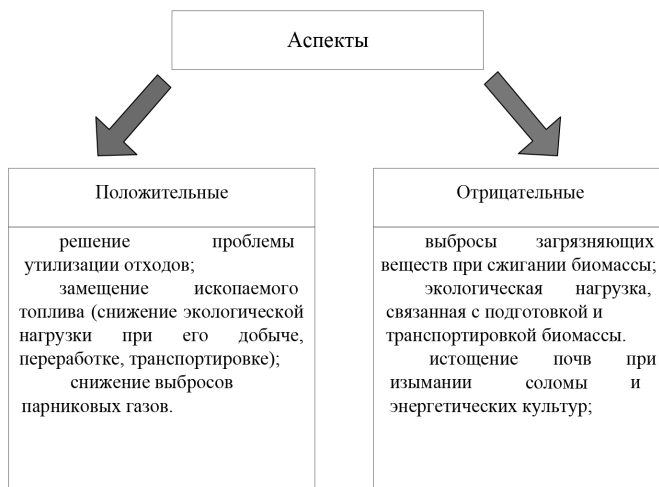 Аспекты
Положительные
решение проблемы
утилизации отходов;
замещение ископаемого
топлива (снижение экологической
нагрузки при его добыче,
переработке, транспортировке);
снижение выбросов
парниковых газов.
Отрицательные
выбросы загрязняющих
веществ при сжигании биомассы;
экологическая нагрузка,
связанная с подготовкой и
транспортировкой биомассы.
истощение почв при
изымании соломы и
энергетических культур;